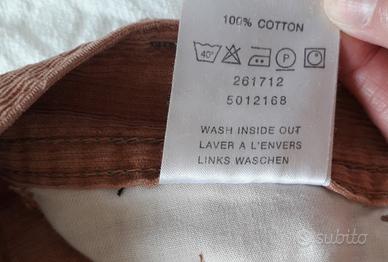 100% COTTON
40° P
261712
5012168
WASH INSIDE OUT
LAVER A L'ENVERS
LINKS WASCHEN
subito